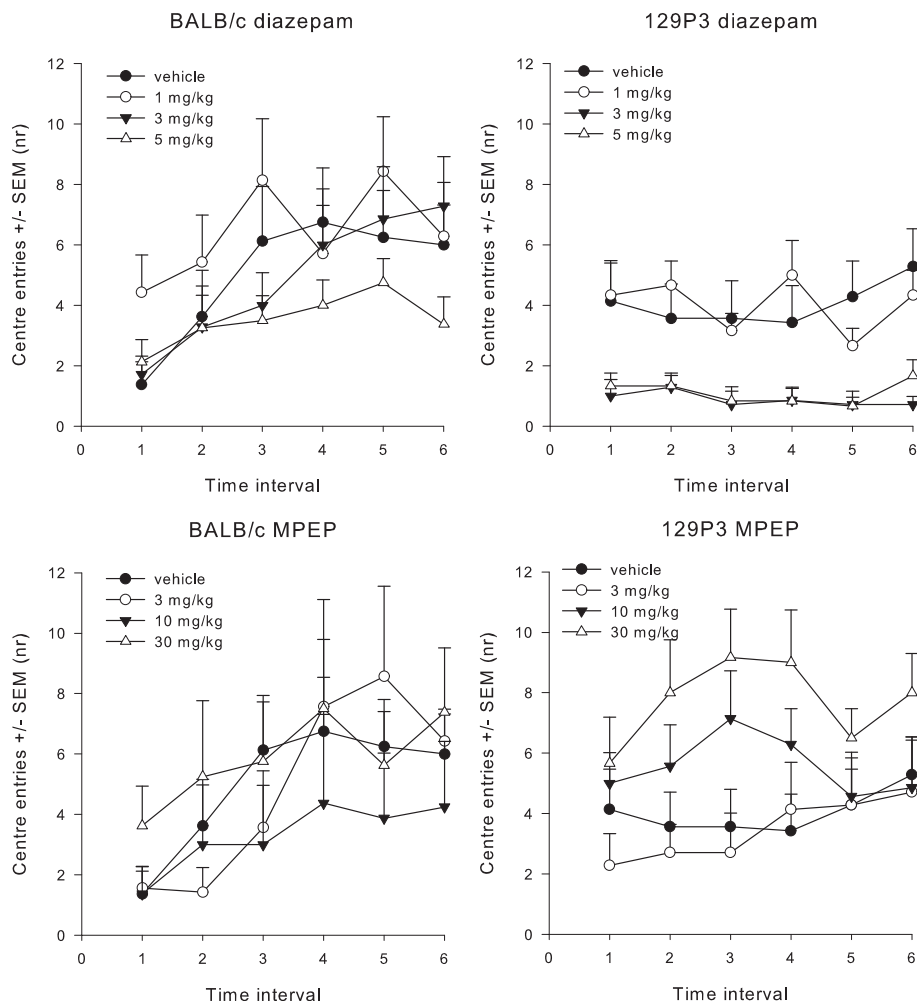 BALB/c diazepam
Centre entries +/- SEM (nr)
12
10
8
6
4
2
0
vehicle
1 mg/kg
3 mg/kg
5 mg/kg
0 1 2 3 4 5 6
Time interval
129P3 diazepam
Centre entries +/- SEM (nr)
12
10
8
6
4
2
0
vehicle
1 mg/kg
3 mg/kg
5 mg/kg
0 1 2 3 4 5 6
Time interval
BALB/c MPEP
Centre entries +/- SEM (nr)
12
10
8
6
4
2
0
vehicle
3 mg/kg
10 mg/kg
30 mg/kg
0 1 2 3 4 5 6
Time interval
129P3 MPEP
Centre entries +/- SEM (nr)
12
10
8
6
4
2
0
vehicle
3 mg/kg
10 mg/kg
30 mg/kg
0 1 2 3 4 5 6
Time interval